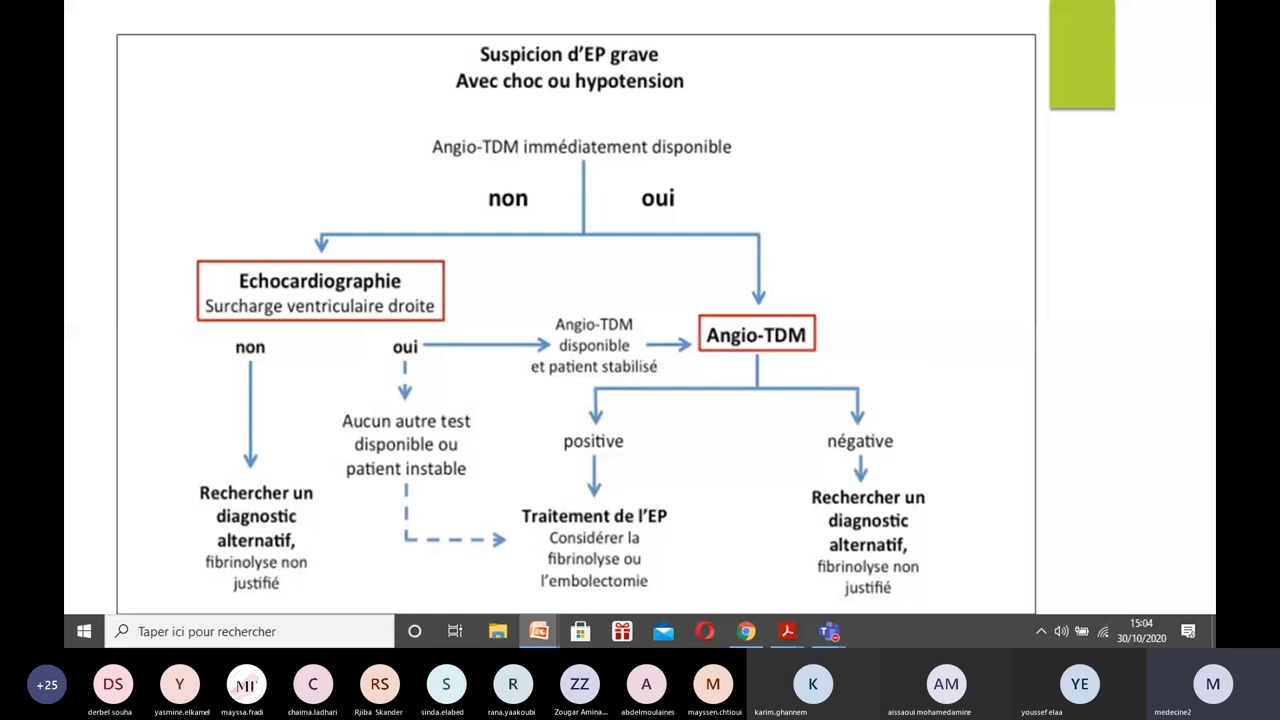 Suspicion d'EP grave
Avec choc ou hypotension
Angio-TDM immédiatement disponible
non
oui
Echocardiographie
Surcharge ventriculaire droite
non
oui
Angio-TDM
disponible
et patient stabilisé
Angio-TDM
Aucun autre test
disponible ou
patient instable
positive
négative
Rechercher un
diagnostic
alternatif,
fibrinolyse non
justifié
Traitement de l'EP
Considérer la
fibrinolyse ou
l'embolectomie
Rechercher un
diagnostic
alternatif,
fibrinolyse non
justifié
Taper ici pour rechercher
15:04
30/10/2020
+25
DS
Y
MF
C
RS
S
R
ZZ
A
M
K
AM
YE
M
derbel souha
yasmine.elkamel
mayssa.fradi
chaima.ladhari
Rjiba Skander
sinda.elabed
rana.yaakoubi
Zougar Amina...
abdelmoulaines
mayssen.chtioui
karim.ghannem
aissaoui mohamedamine
youssef elaa
medecine2